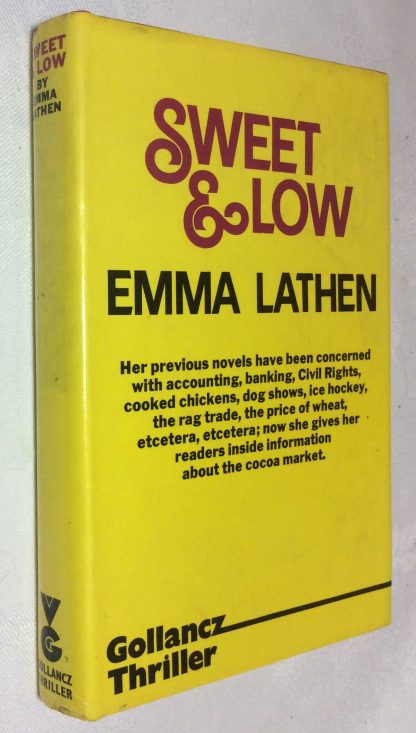 SWEET
& LOW
BY
EMMA
LATHEN
VG
GOLLANCZ
THRILLER
SWEET
& LOW
EMMA LATHEN
Her previous novels have been concerned
with accounting, banking, Civil Rights,
cooked chickens, dog shows, ice hockey,
the rag trade, the price of wheat,
etcetera, etcetera; now she gives her
readers inside information
about the cocoa market.
Gollancz
Thriller